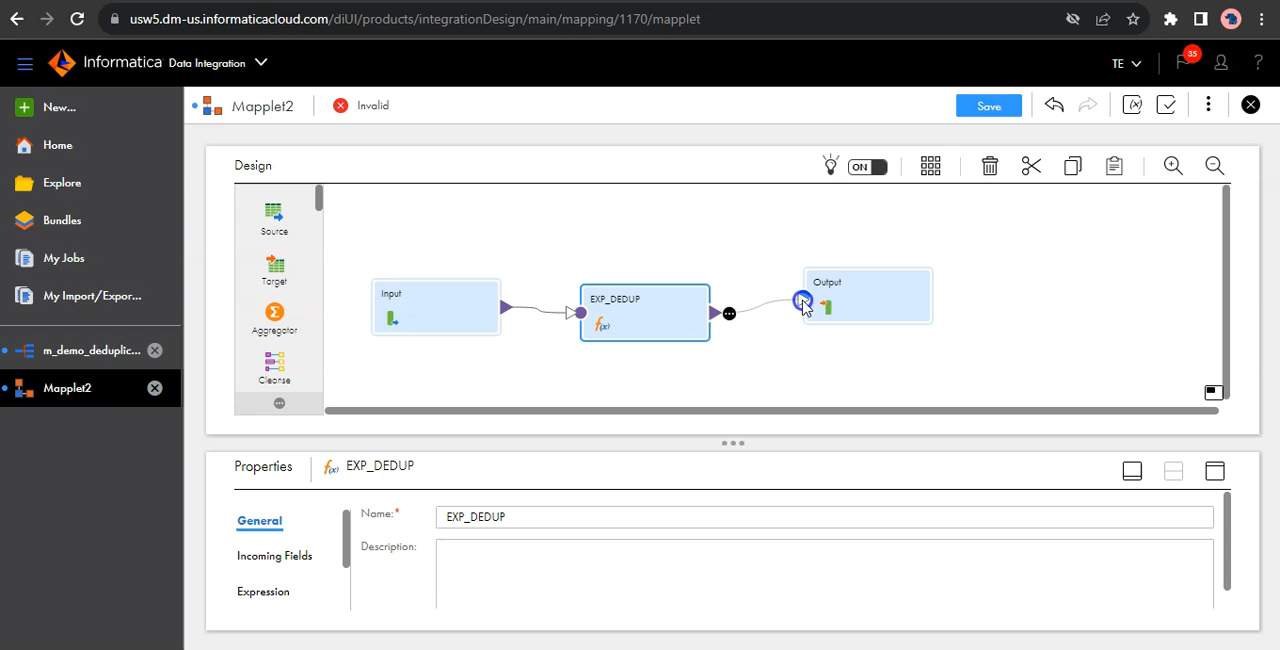 usw5.dm-us.informaticacloud.com/diUI/products/integrationDesign/main/mapping/1170/mapplet
Informatica Data Integration
TE
35
?
New...
Mapplet2
Invalid
Save
(x)
Home
Explore
Bundles
My Jobs
My Import/Expor...
m_demo_deduplic...
Mapplet2
Design
ON
Source
Target
Aggregator
Cleanse
Input
EXP_DEDUP
f(x)
Output
Properties
f(x) EXP_DEDUP
General
Incoming Fields
Expression
Name:*
EXP_DEDUP
Description: